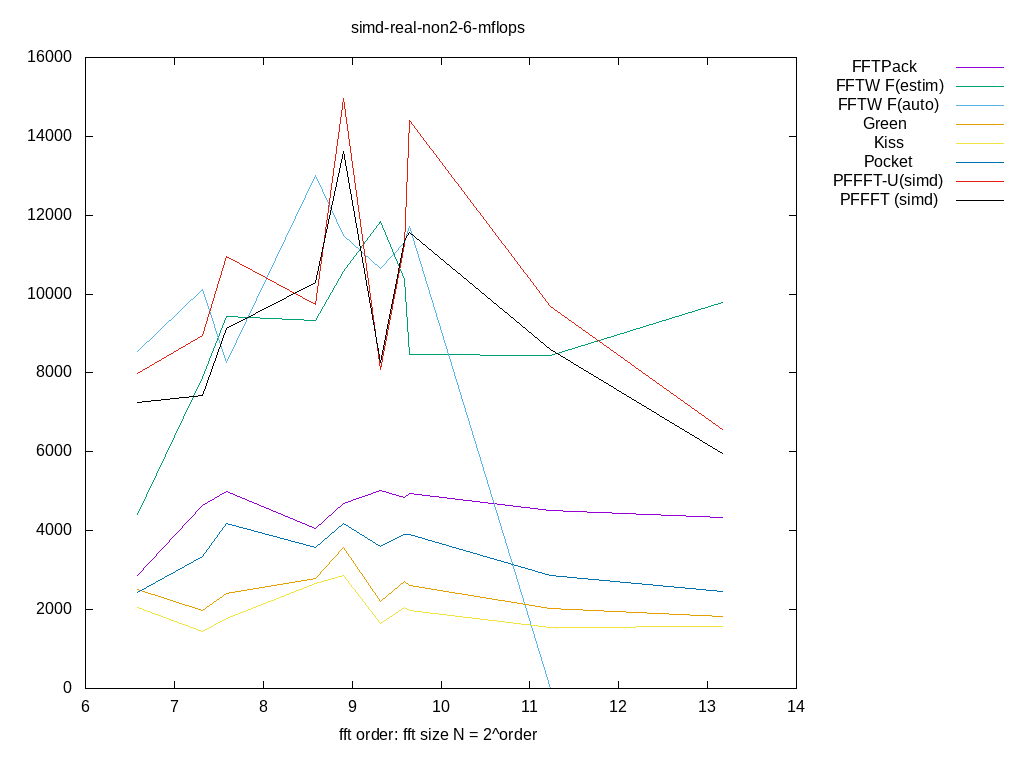 simd-real-non2-6-mflops
16000
14000
12000
10000
8000
6000
4000
2000
0
6 7 8 9 10 11 12 13 14
fft order: fft size N = 2^order
FFTPack
FFTW F(estim)
FFTW F(auto)
Green
Kiss
Pocket
PFFFT-U(simd)
PFFFT (simd)